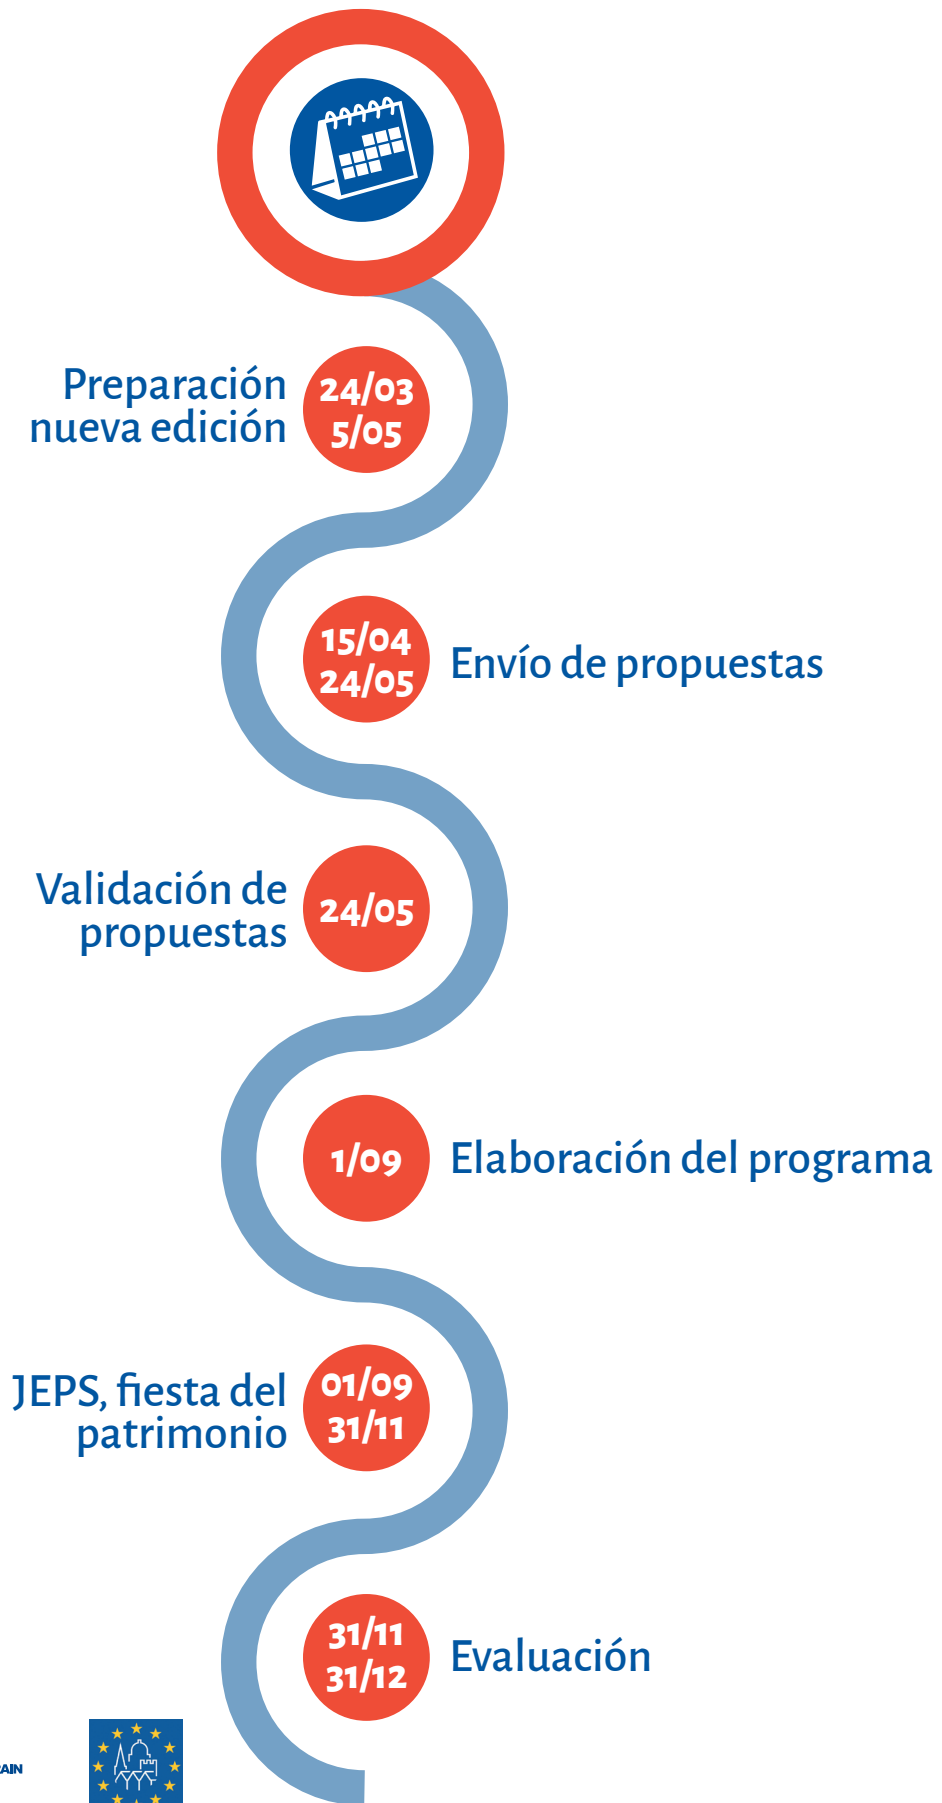 Preparación
nueva edición
24/03
5/05
15/04
24/05
Envío de propuestas
Validación de
propuestas
24/05
1/09
Elaboración del programa
JEPS, fiesta del
patrimonio
01/09
31/11
31/11
31/12
Evaluación